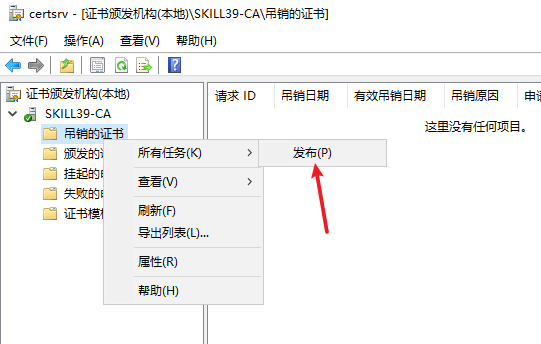 certsrv - [证书颁发机构(本地)\SKILL39-CA\吊销的证书]
文件(F) 操作(A) 查看(V) 帮助(H)
证书颁发机构(本地)
SKILL39-CA
吊销的证书
颁发的
挂起的
失败的
证书模
请求 ID 吊销日期 有效吊销日期 吊销原因 申请
这里没有任何项目。
所有任务(K)
发布(P)
查看(V)
刷新(F)
导出列表(L)...
属性(R)
帮助(H)